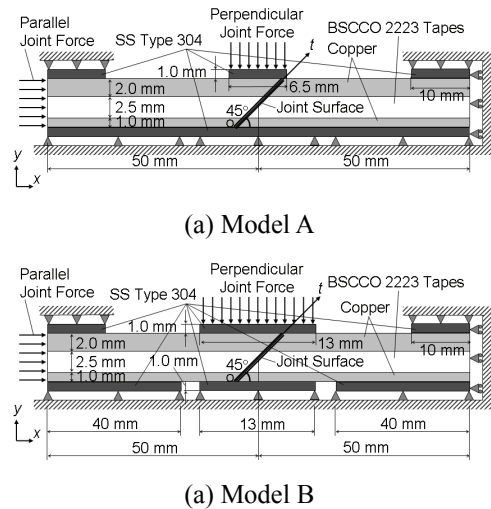 Parallel
Joint Force
SS Type 304
Perpendicular
Joint Force
BSCCO 2223 Tapes
Copper
t
1.0 mm
6.5 mm
2.0 mm
2.5 mm
1.0 mm
45°
Joint Surface
10 mm
o
y
x
50 mm
50 mm
(a) Model A
Parallel
Joint Force
SS Type 304
Perpendicular
Joint Force
BSCCO 2223 Tapes
Copper
t
1.0 mm
13 mm
2.0 mm
2.5 mm
1.0 mm
1.0 mm
45°
Joint Surface
10 mm
o
y
x
40 mm
13 mm
40 mm
50 mm
50 mm
(a) Model B